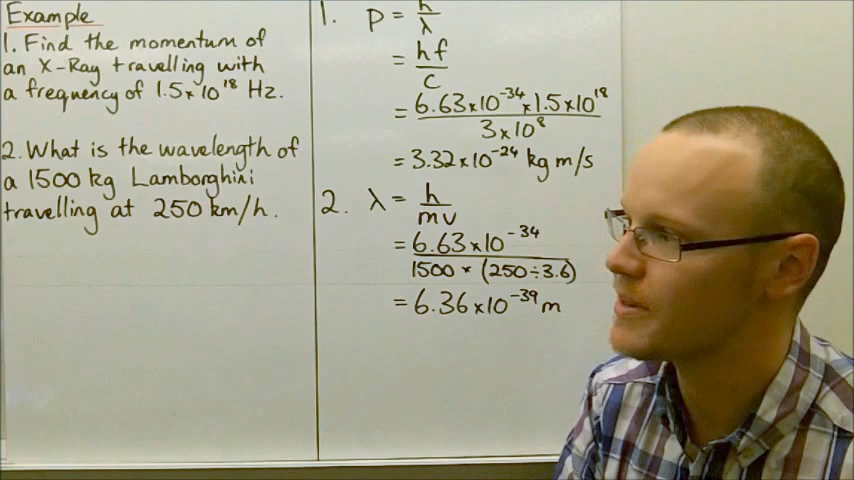 Example
1. Find the momentum of
an X-Ray travelling with
a frequency of 1.5×10¹⁸ Hz.
2. What is the wavelength of
a 1500 kg Lamborghini
travelling at 250 km/h.
1. p = h/λ
= hf/c
= 6.63×10⁻³⁴ × 1.5×10¹⁸
3×10⁸
= 3.32×10⁻²⁴ kg m/s
2. λ = h/mv
= 6.63×10⁻³⁴
1500 × (250÷3.6)
= 6.36×10⁻³⁹ m